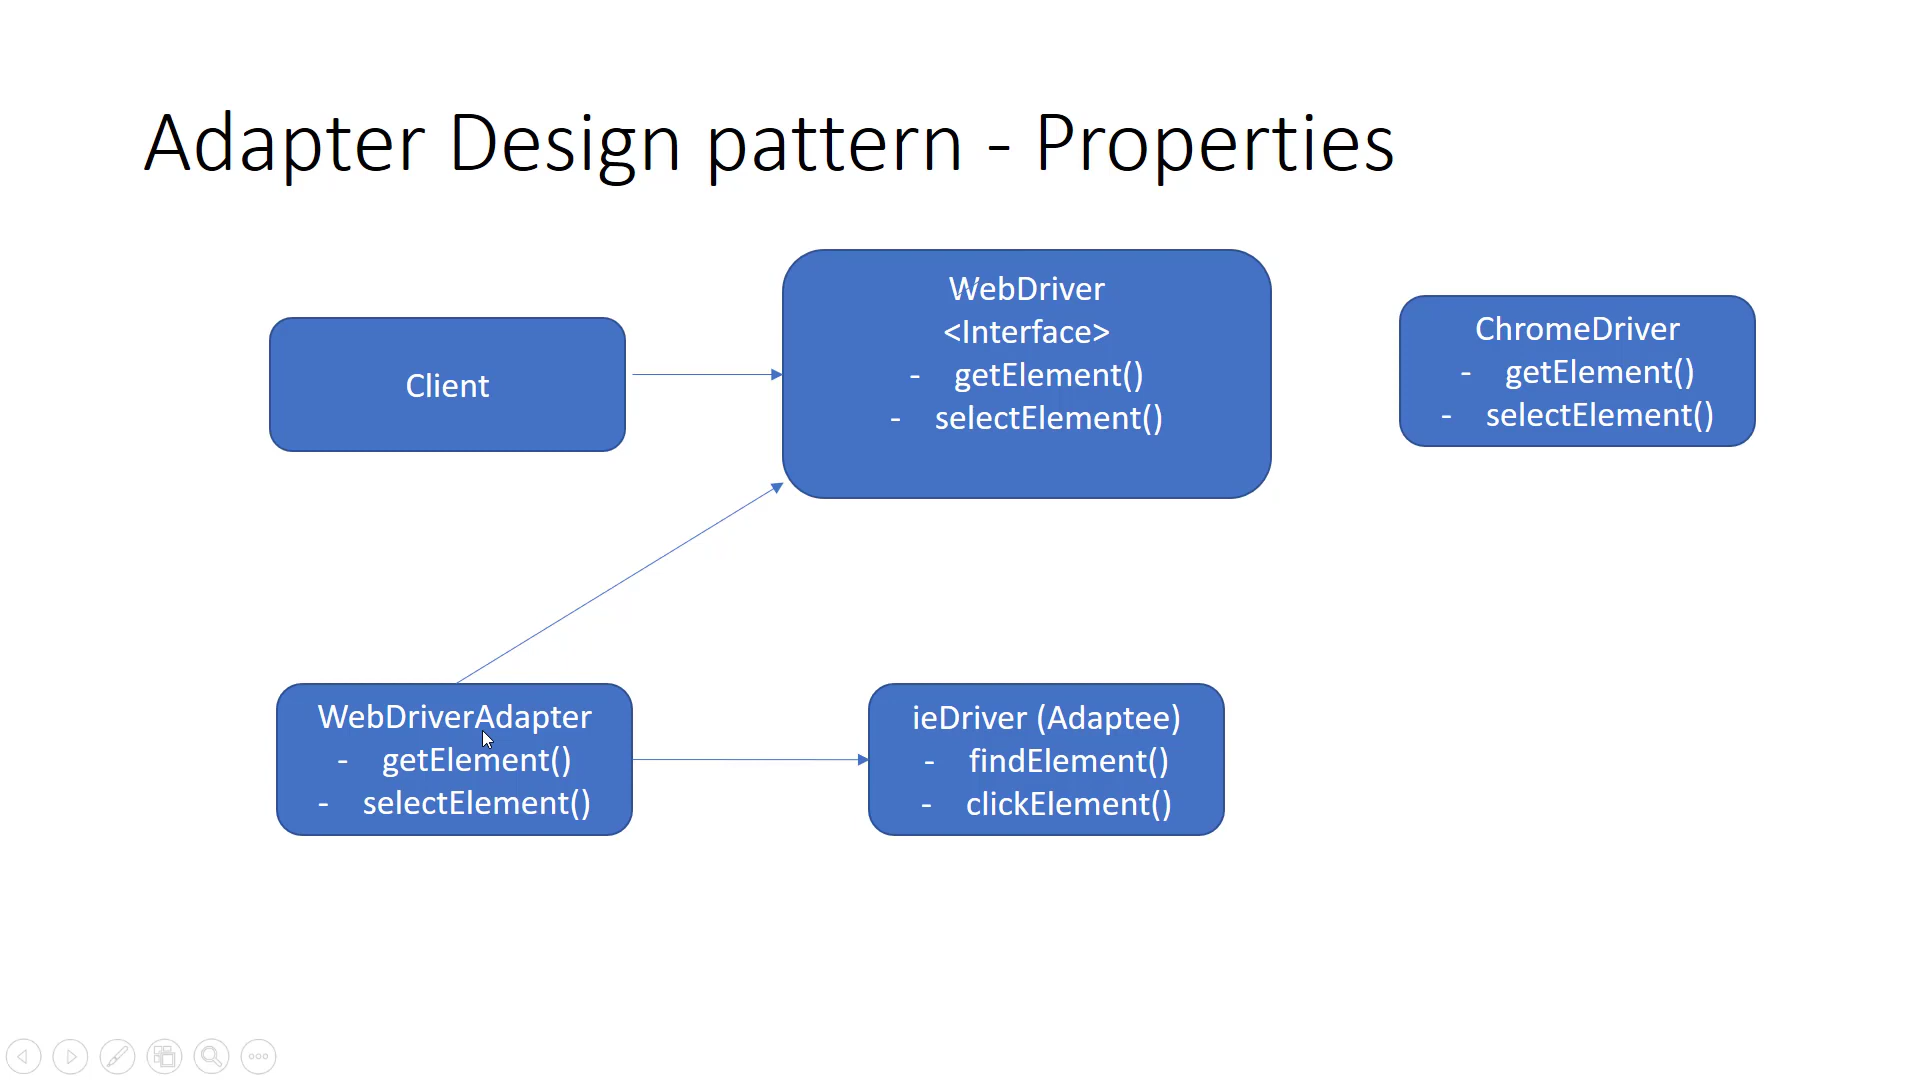 Adapter Design pattern - Properties
Client
WebDriver
<Interface>
- getElement()
- selectElement()
ChromeDriver
- getElement()
- selectElement()
WebDriverAdapter
- getElement()
- selectElement()
ieDriver (Adaptee)
- findElement()
- clickElement()